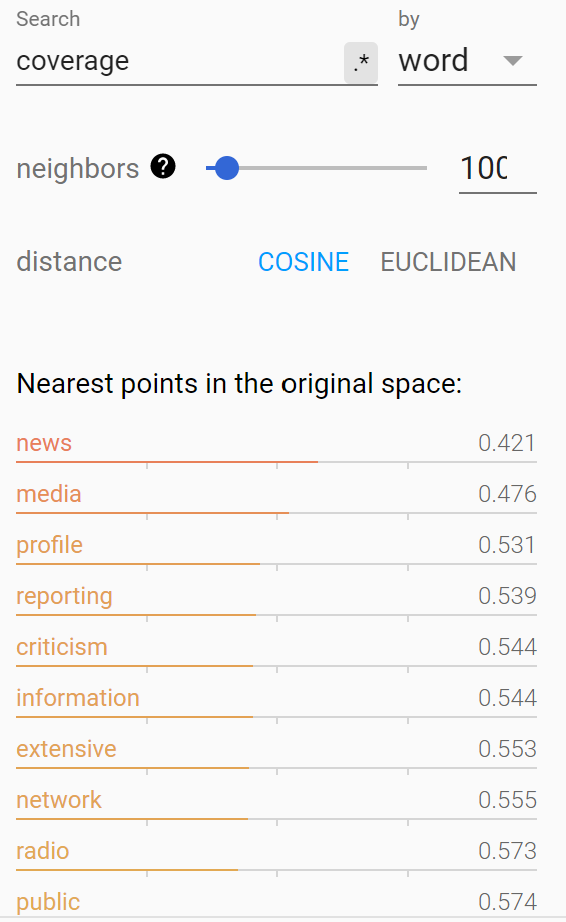 Search by
coverage .* word
neighbors ? 100
distance COSINE EUCLIDEAN
Nearest points in the original space:
news 0.421
media 0.476
profile 0.531
reporting 0.539
criticism 0.544
information 0.544
extensive 0.553
network 0.555
radio 0.573
public 0.574